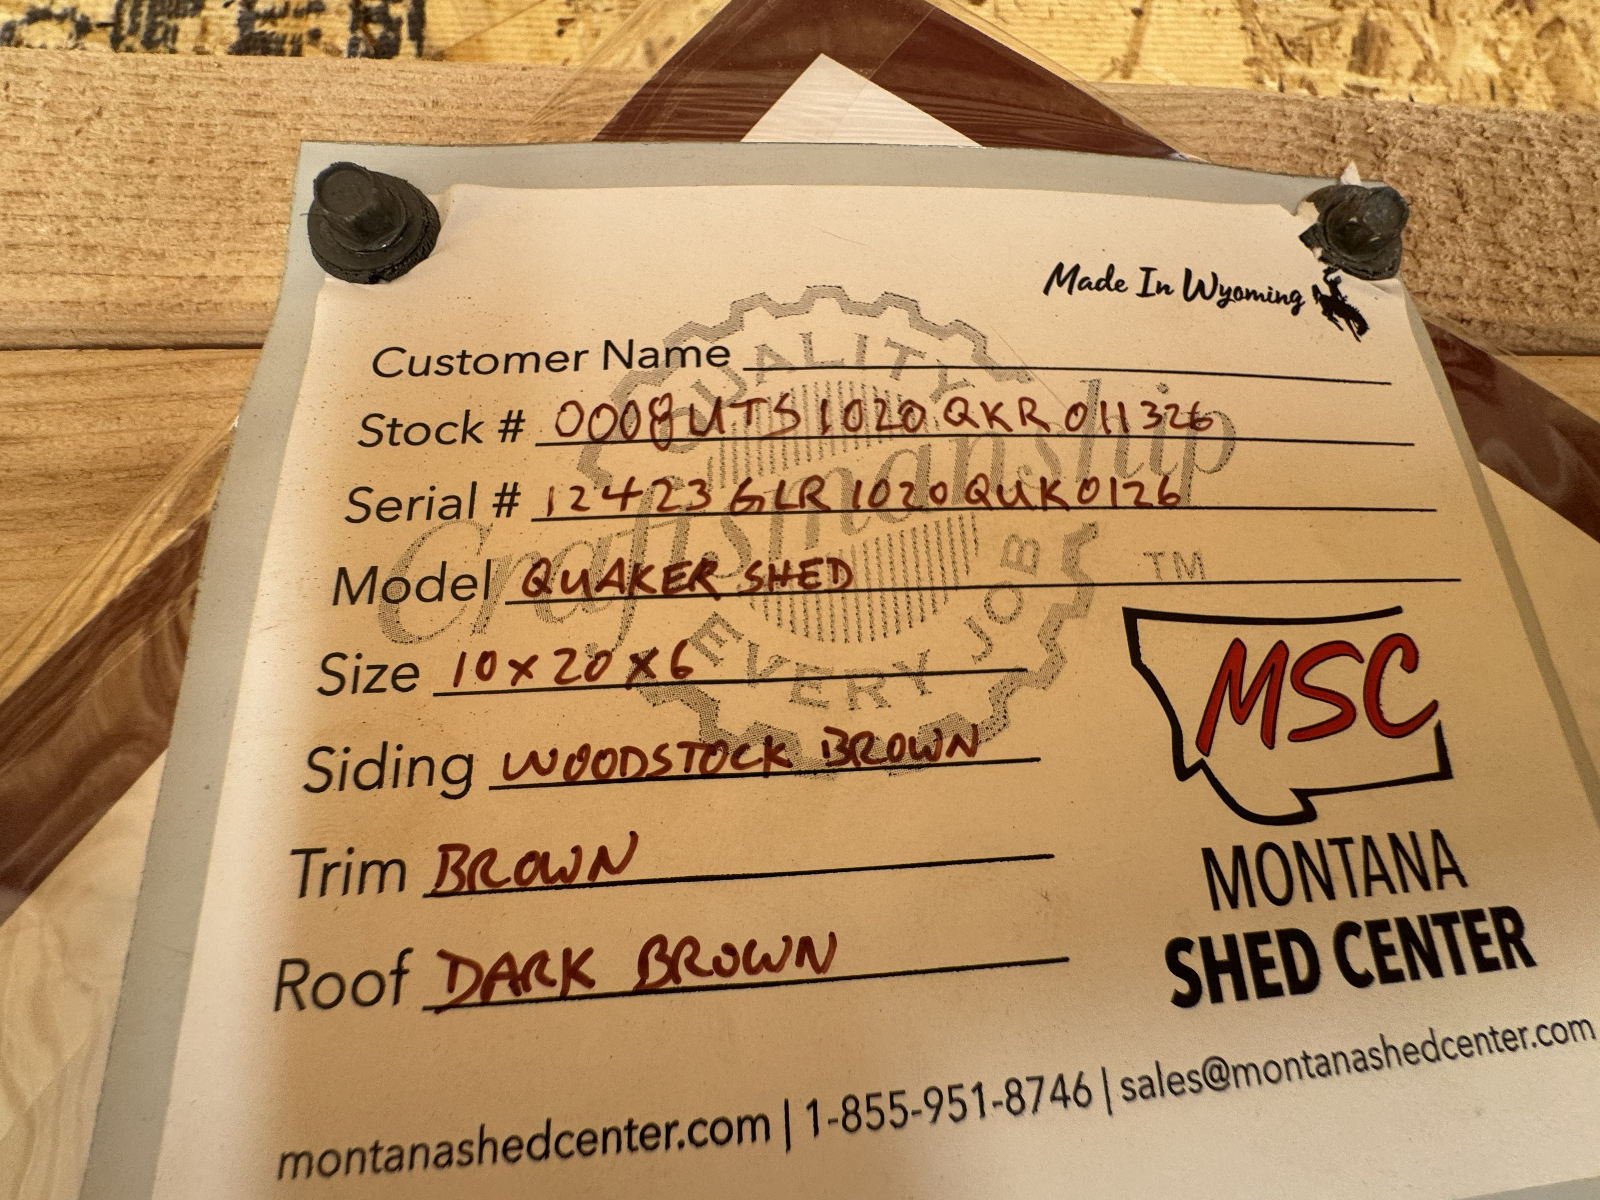 Made In Wyoming
Customer Name
Stock # 0008UTS1020QKR011326
Serial # 12423GLR1020QUK0126
Model QUAKER SHED
Size 10x20x6
Siding WOODSTOCK BROWN
Trim BROWN
Roof DARK BROWN
QUALITY
Craftsmanship
EVERY JOB
TM
MSC
MONTANA
SHED CENTER
montanashedcenter.com | 1-855-951-8746 | sales@montanashedcenter.com